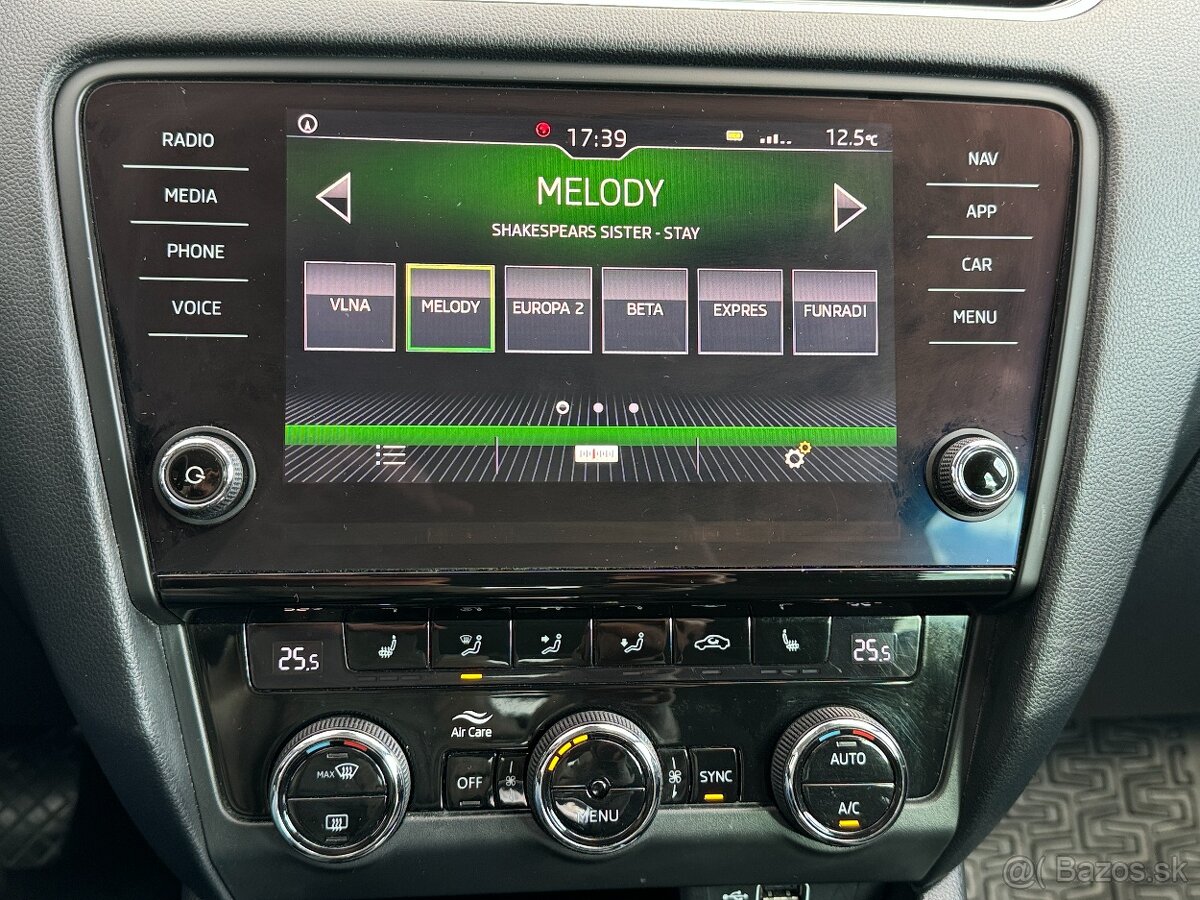 RADIO
MEDIA
PHONE
VOICE
17:39
12.5°C
MELODY
SHAKESPEARS SISTER - STAY
VLNA
MELODY
EUROPA 2
BETA
EXPRES
FUNRADI
NAV
APP
CAR
MENU
25.5
25.5
Air Care
MAX
OFF
MENU
SYNC
AUTO
A/C
@( Bazos.sk